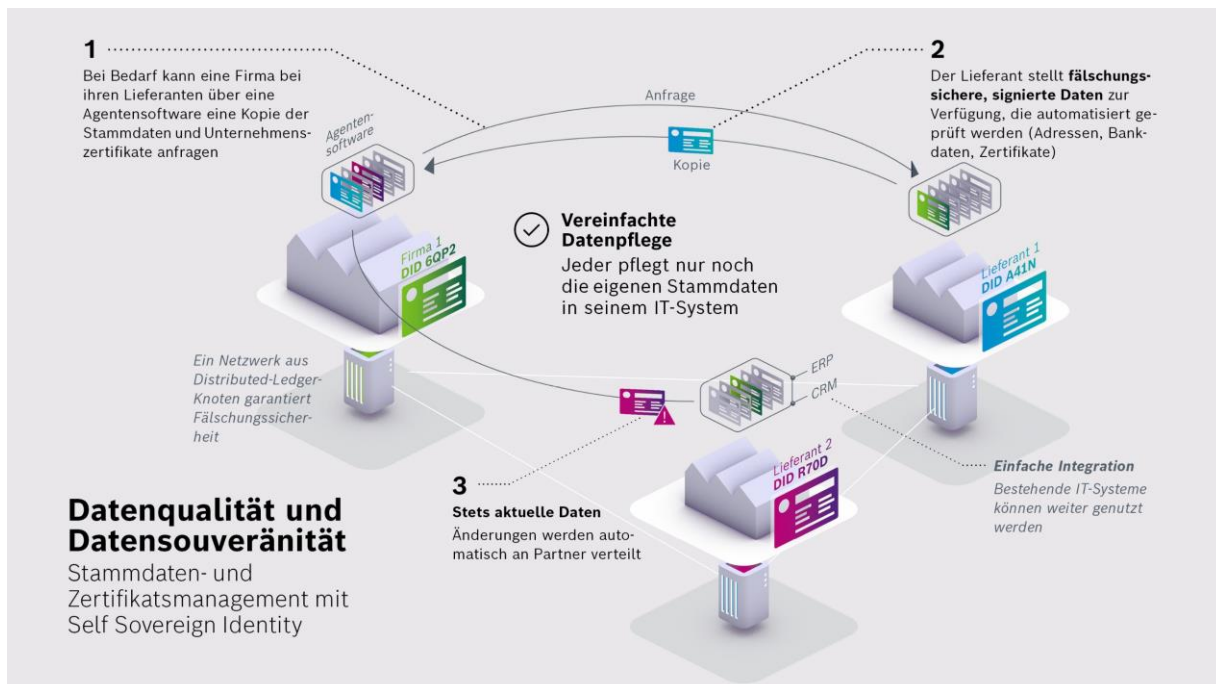 1
Bei Bedarf kann eine Firma bei
ihren Lieferanten über eine
Agentensoftware eine Kopie der
Stammdaten und Unternehmens-
zertifikate anfragen
Agenten-
software
Anfrage
Kopie
2
Der Lieferant stellt fälschungs-
sichere, signierte Daten zur
Verfügung, die automatisiert ge-
prüft werden (Adressen, Bank-
daten, Zertifikate)
Vereinfachte
Datenpflege
Jeder pflegt nur noch
die eigenen Stammdaten
in seinem IT-System
Firma 1
DID 6QP2
Lieferant 1
DID A41N
Ein Netzwerk aus
Distributed-Ledger-
Knoten garantiert
Fälschungssicher-
heit
ERP
CRM
Lieferant 2
DID R70D
3
Stets aktuelle Daten
Änderungen werden auto-
matisch an Partner verteilt
Einfache Integration
Bestehende IT-Systeme
können weiter genutzt
werden
Datenqualität und
Datensouveränität
Stammdaten- und
Zertifikatsmanagement mit
Self Sovereign Identity